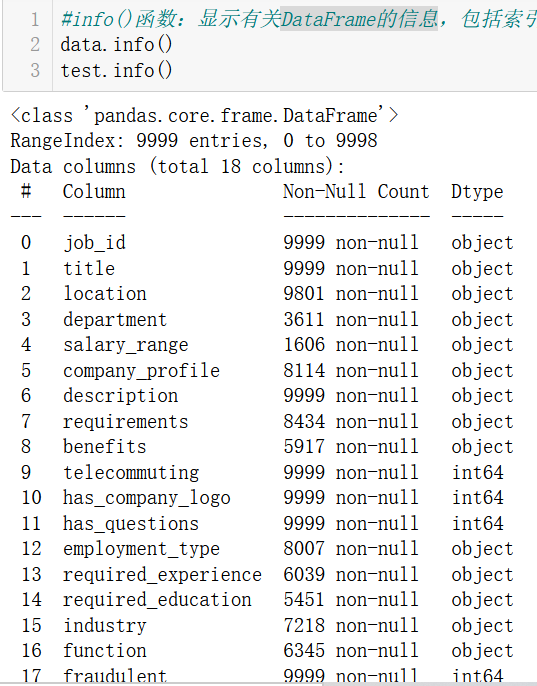 1 #info()函数：显示有关DataFrame的信息，包括索引
2 data.info()
3 test.info()
<class 'pandas.core.frame.DataFrame'>
RangeIndex: 9999 entries, 0 to 9998
Data columns (total 18 columns):
 #   Column               Non-Null Count  Dtype
---  ------               --------------  -----
 0   job_id               9999 non-null   object
 1   title                9999 non-null   object
 2   location             9801 non-null   object
 3   department           3611 non-null   object
 4   salary_range         1606 non-null   object
 5   company_profile      8114 non-null   object
 6   description          9999 non-null   object
 7   requirements         8434 non-null   object
 8   benefits             5917 non-null   object
 9   telecommuting        9999 non-null   int64
 10  has_company_logo     9999 non-null   int64
 11  has_questions        9999 non-null   int64
 12  employment_type      8007 non-null   object
 13  required_experience  6039 non-null   object
 14  required_education   5451 non-null   object
 15  industry             7218 non-null   object
 16  function             6345 non-null   object
 17  fraudulent           9999 non-null   int64